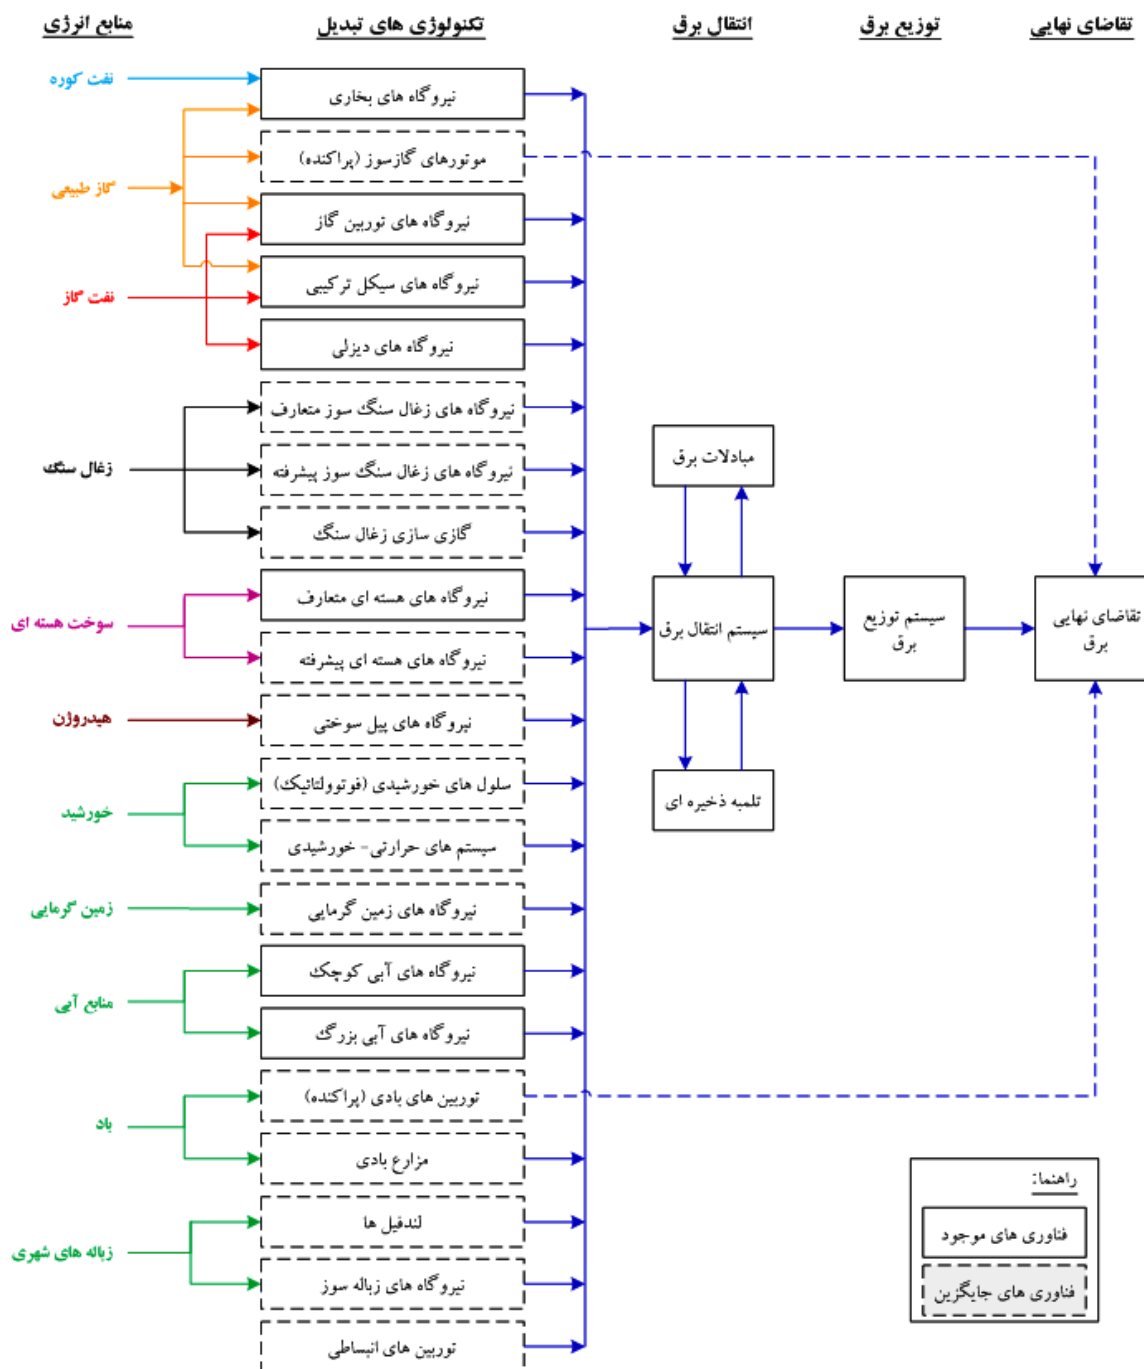 منابع انرژی
تکنولوژی های تبدیل
انتقال برق
توزیع برق
تقاضای نهایی
نفت کوره
گاز طبیعی
نفت گاز
زغال سنگ
سوخت هسته ای
هیدروژن
خورشید
زمین گرمایی
منابع آبی
باد
زباله های شهری
نیروگاه های بخاری
موتورهای گازسوز (پراکنده)
نیروگاه های توربین گاز
نیروگاه های سیکل ترکیبی
نیروگاه های دیزلی
نیروگاه های زغال سنگ سوز متعارف
نیروگاه های زغال سنگ سوز پیشرفته
گازی سازی زغال سنگ
نیروگاه های هسته ای متعارف
نیروگاه های هسته ای پیشرفته
نیروگاه های پیل سوختی
سلول های خورشیدی (فوتوولتائیک)
سیستم های حرارتی- خورشیدی
نیروگاه های زمین گرمایی
نیروگاه های آبی کوچک
نیروگاه های آبی بزرگ
توربین های بادی (پراکنده)
مزارع بادی
لندفیل ها
نیروگاه های زباله سوز
توربین های انبساطی
مبادلات برق
سیستم انتقال برق
تلمبه ذخیره ای
سیستم توزیع
برق
تقاضای نهایی
برق
راهنما:
فناوری های موجود
فناوری های جایگزین